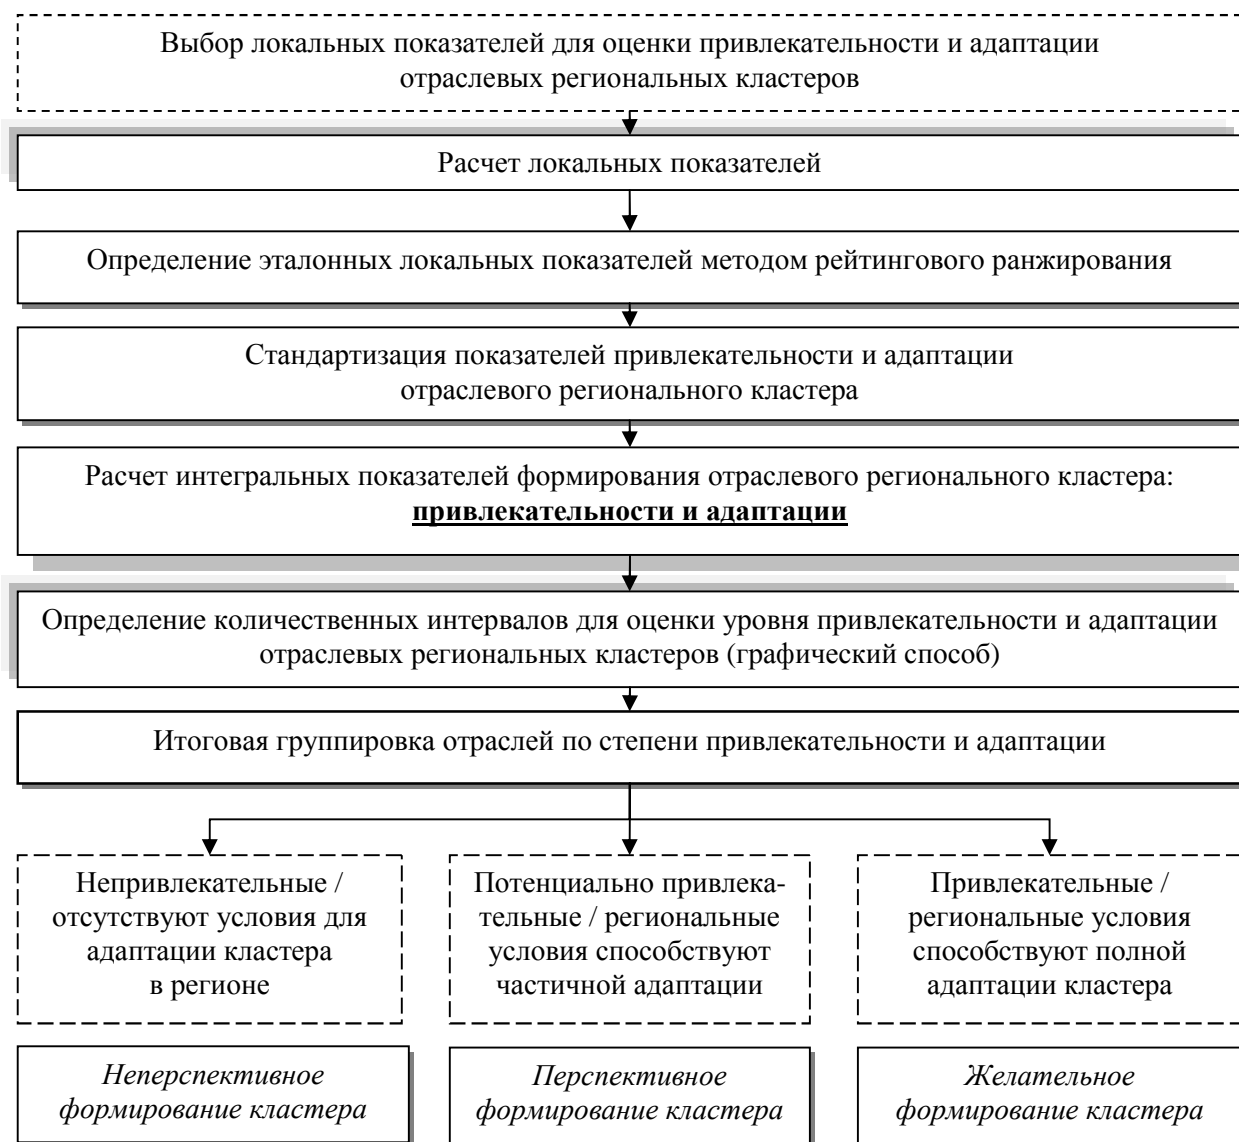 Выбор локальных показателей для оценки привлекательности и адаптации
отраслевых региональных кластеров
Расчет локальных показателей
Определение эталонных локальных показателей методом рейтингового ранжирования
Стандартизация показателей привлекательности и адаптации
отраслевого регионального кластера
Расчет интегральных показателей формирования отраслевого регионального кластера:
привлекательности и адаптации
Определение количественных интервалов для оценки уровня привлекательности и адаптации
отраслевых региональных кластеров (графический способ)
Итоговая группировка отраслей по степени привлекательности и адаптации
Непривлекательные /
отсутствуют условия для
адаптации кластера
в регионе
Потенциально привлека-
тельные / региональные
условия способствуют
частичной адаптации
Привлекательные /
региональные условия
способствуют полной
адаптации кластера
Неперспективное
формирование кластера
Перспективное
формирование кластера
Желательное
формирование кластера